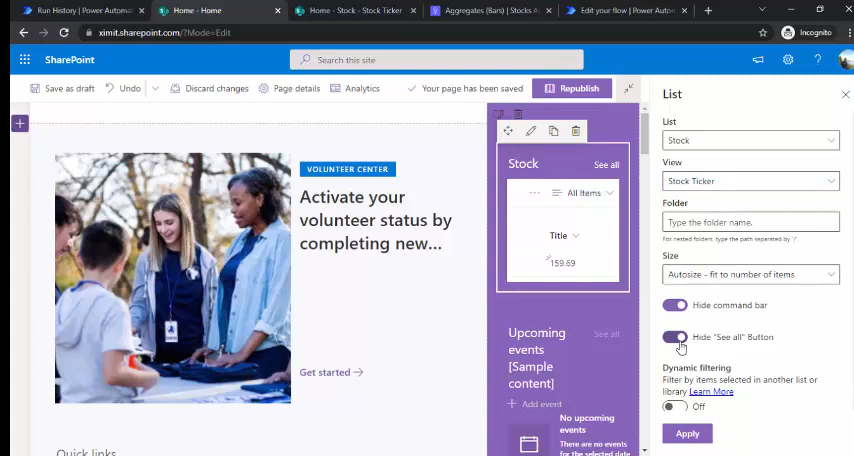 Run History | Power Automat
Home - Home
Home - Stock - Stock Ticker
Aggregates (Bars) | Stocks A
Edit your flow | Power Autom
ximit.sharepoint.com/?Mode=Edit
Incognito
SharePoint
Search this site
Save as draft
Undo
Discard changes
Page details
Analytics
Your page has been saved
Republish
List
List
Stock
View
Stock Ticker
Folder
Type the folder name.
For nested folders, type the path separated by '/'
Size
Autosize - fit to number of items
Hide command bar
Hide "See all" Button
Dynamic filtering
Filter by items selected in another list or
library Learn More
Off
Apply
VOLUNTEER CENTER
Activate your
volunteer status by
completing new...
Get started
Quick links
Stock
See all
All Items
Title
159.69
Upcoming
events
[Sample
content]
See all
Add event
No upcoming
events
There are no events
for the selected date